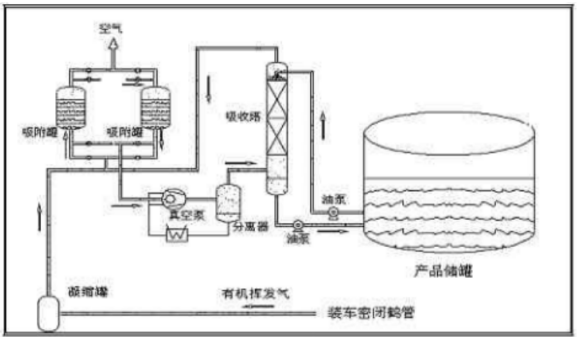 空气
吸附罐
吸附罐
吸收塔
真空泵
分离器
油泵
油泵
产品储罐
凝缩罐
有机挥发气
装车密闭鹤管